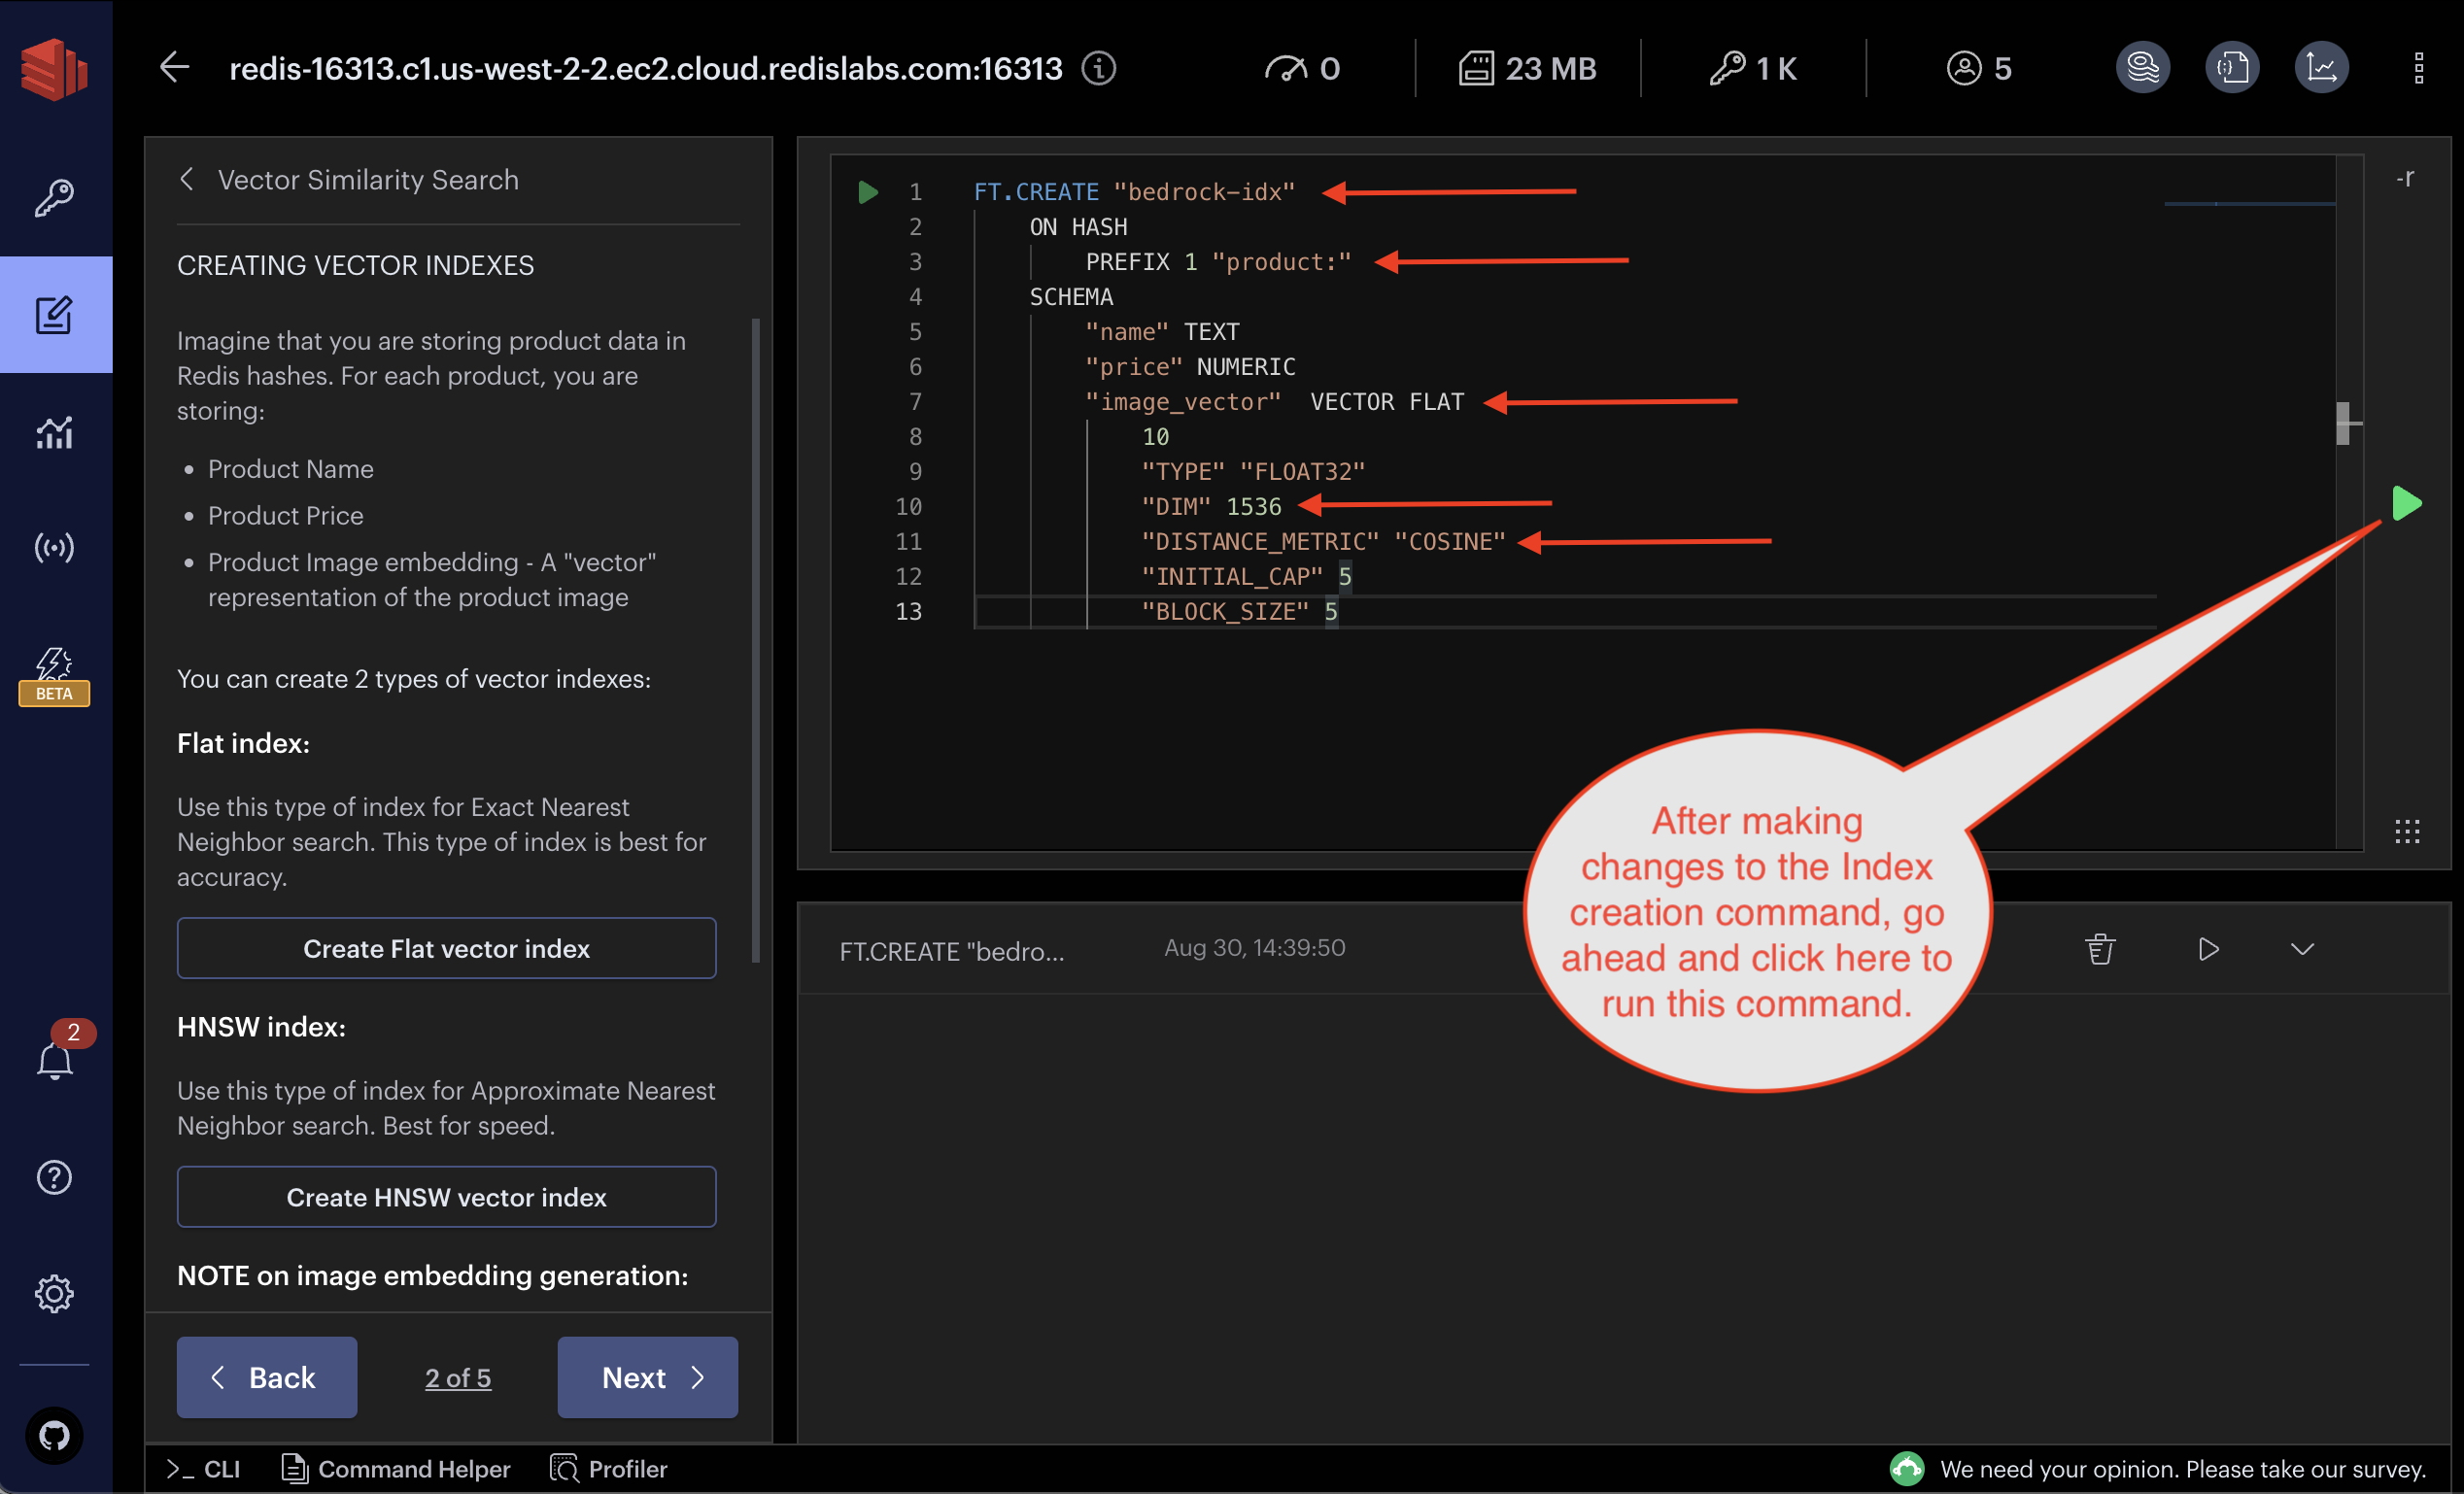 redis-16313.c1.us-west-2-2.ec2.cloud.redislabs.com:16313
0
23 MB
1 K
5
BETA
2
Vector Similarity Search
CREATING VECTOR INDEXES
Imagine that you are storing product data in
Redis hashes. For each product, you are
storing:
Product Name
Product Price
Product Image embedding - A "vector"
representation of the product image
You can create 2 types of vector indexes:
Flat index:
Use this type of index for Exact Nearest
Neighbor search. This type of index is best for
accuracy.
Create Flat vector index
HNSW index:
Use this type of index for Approximate Nearest
Neighbor search. Best for speed.
Create HNSW vector index
NOTE on image embedding generation:
Back
2 of 5
Next
1 FT.CREATE "bedrock-idx"
2 ON HASH
3 PREFIX 1 "product:"
4 SCHEMA
5 "name" TEXT
6 "price" NUMERIC
7 "image_vector" VECTOR FLAT
8 10
9 "TYPE" "FLOAT32"
10 "DIM" 1536
11 "DISTANCE_METRIC" "COSINE"
12 "INITIAL_CAP" 5
13 "BLOCK_SIZE" 5
-r
After making
changes to the Index
creation command, go
ahead and click here to
run this command.
FT.CREATE "bedro...
Aug 30, 14:39:50
>_ CLI
Command Helper
Profiler
We need your opinion. Please take our survey.